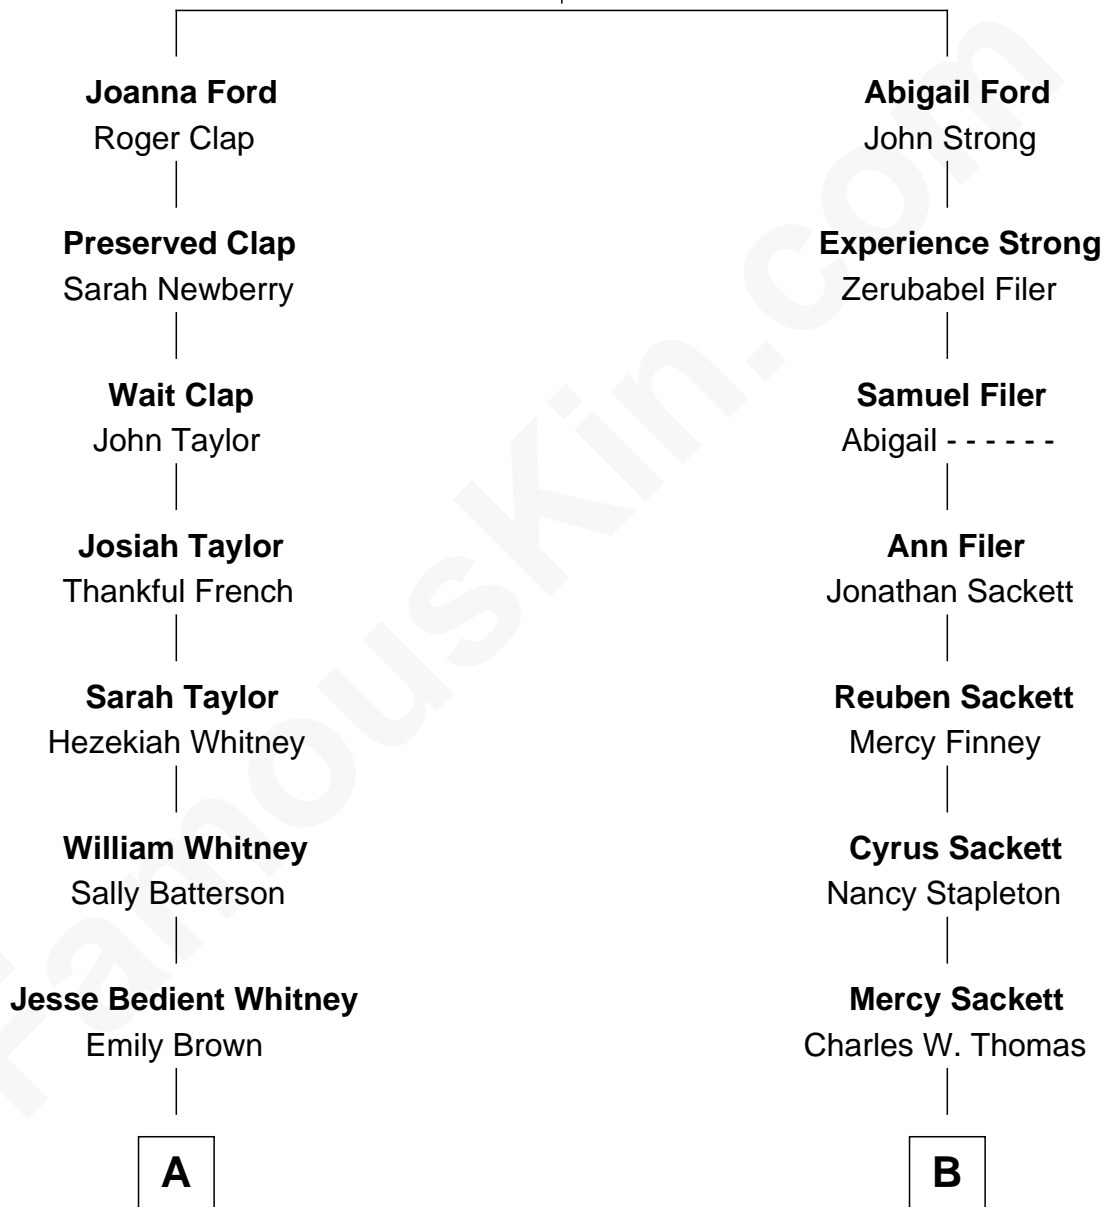 Joanna Ford
Roger Clap
Preserved Clap
Sarah Newberry
Wait Clap
John Taylor
Josiah Taylor
Thankful French
Sarah Taylor
Hezekiah Whitney
William Whitney
Sally Batterson
Jesse Bedient Whitney
Emily Brown
A
Abigail Ford
John Strong
Experience Strong
Zerubabel Filer
Samuel Filer
Abigail - - - - - -
Ann Filer
Jonathan Sackett
Reuben Sackett
Mercy Finney
Cyrus Sackett
Nancy Stapleton
Mercy Sackett
Charles W. Thomas
B
FamousKin.com